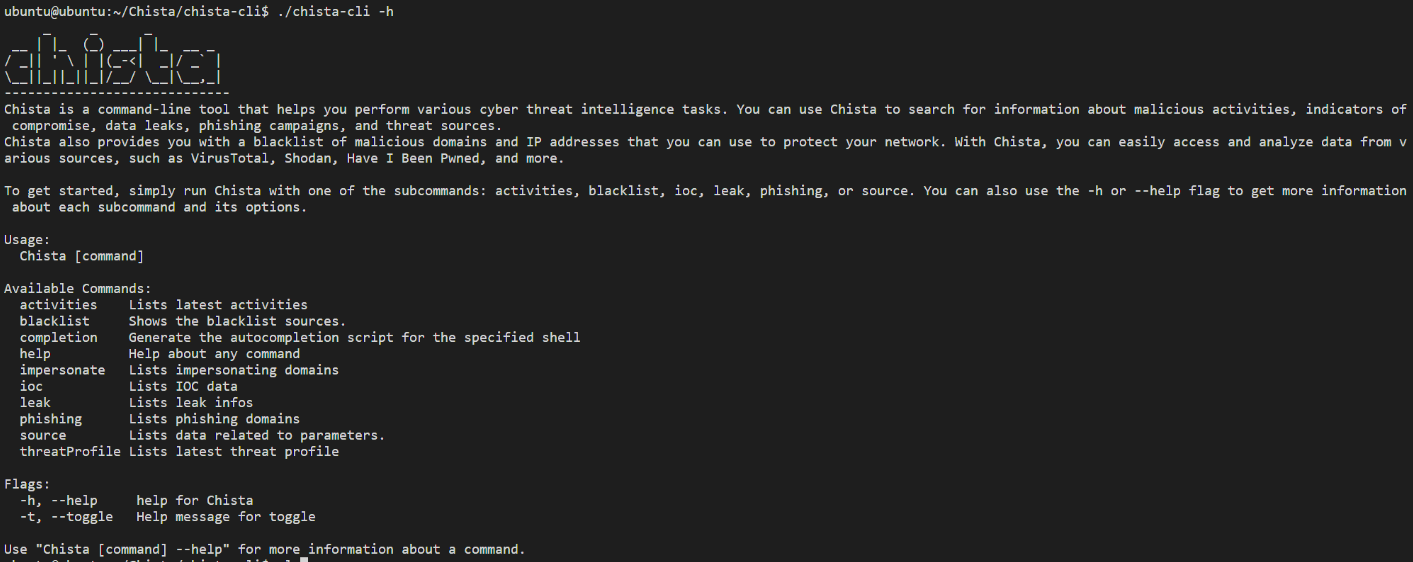 ubuntu@ubuntu:~/Chista/chista-cli$ ./chista-cli -h
chista
-----------------------------
Chista is a command-line tool that helps you perform various cyber threat intelligence tasks. You can use Chista to search for information about malicious activities, indicators of
 compromise, data leaks, phishing campaigns, and threat sources.
Chista also provides you with a blacklist of malicious domains and IP addresses that you can use to protect your network. With Chista, you can easily access and analyze data from v
arious sources, such as VirusTotal, Shodan, Have I Been Pwned, and more.

To get started, simply run Chista with one of the subcommands: activities, blacklist, ioc, leak, phishing, or source. You can also use the -h or --help flag to get more information
 about each subcommand and its options.

Usage:
  Chista [command]

Available Commands:
  activities    Lists latest activities
  blacklist     Shows the blacklist sources.
  completion    Generate the autocompletion script for the specified shell
  help          Help about any command
  impersonate   Lists impersonating domains
  ioc           Lists IOC data
  leak          Lists leak infos
  phishing      Lists phishing domains
  source        Lists data related to parameters.
  threatProfile Lists latest threat profile

Flags:
  -h, --help     help for Chista
  -t, --toggle   Help message for toggle

Use "Chista [command] --help" for more information about a command.